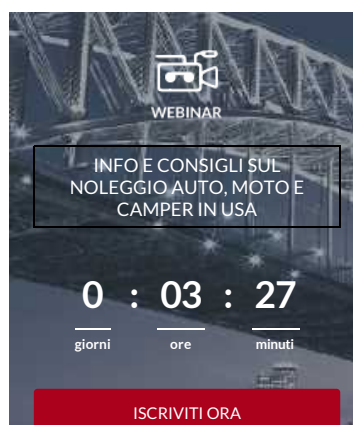 WEBINAR
INFO E CONSIGLI SUL
NOLEGGIO AUTO, MOTO E
CAMPER IN USA
0 : 03 : 27
giorni ore minuti
ISCRIVITI ORA